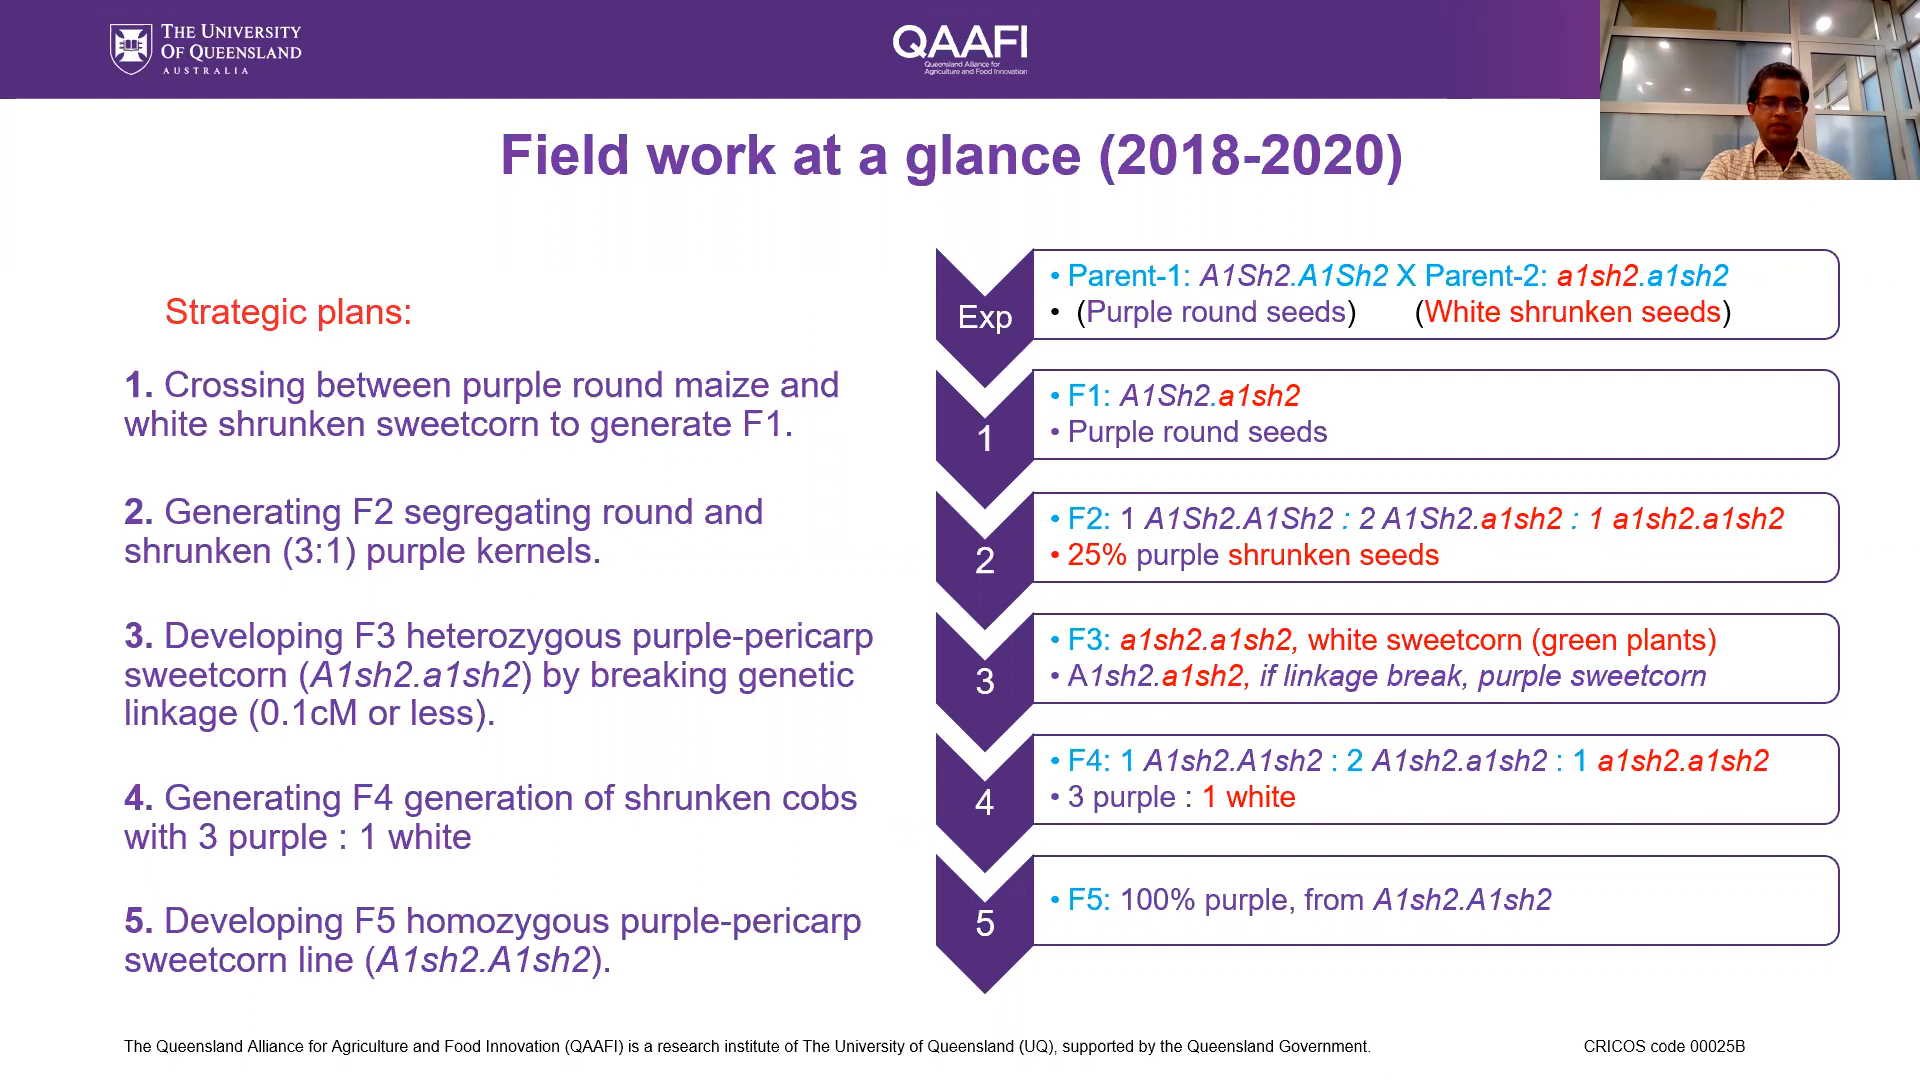 THE UNIVERSITY
OF QUEENSLAND
AUSTRALIA
QAAFI
Queensland Alliance for
Agriculture and Food Innovation
Field work at a glance (2018-2020)
Strategic plans:
1. Crossing between purple round maize and
white shrunken sweetcorn to generate F1.
2. Generating F2 segregating round and
shrunken (3:1) purple kernels.
3. Developing F3 heterozygous purple-pericarp
sweetcorn (A1sh2.a1sh2) by breaking genetic
linkage (0.1cM or less).
4. Generating F4 generation of shrunken cobs
with 3 purple : 1 white
5. Developing F5 homozygous purple-pericarp
sweetcorn line (A1sh2.A1sh2).
Exp
• Parent-1: A1Sh2.A1Sh2 X Parent-2: a1sh2.a1sh2
• (Purple round seeds) (White shrunken seeds)
1
• F1: A1Sh2.a1sh2
• Purple round seeds
2
• F2: 1 A1Sh2.A1Sh2 : 2 A1Sh2.a1sh2 : 1 a1sh2.a1sh2
• 25% purple shrunken seeds
3
• F3: a1sh2.a1sh2, white sweetcorn (green plants)
• A1sh2.a1sh2, if linkage break, purple sweetcorn
4
• F4: 1 A1sh2.A1sh2 : 2 A1sh2.a1sh2 : 1 a1sh2.a1sh2
• 3 purple : 1 white
5
• F5: 100% purple, from A1sh2.A1sh2
The Queensland Alliance for Agriculture and Food Innovation (QAAFI) is a research institute of The University of Queensland (UQ), supported by the Queensland Government.
CRICOS code 00025B